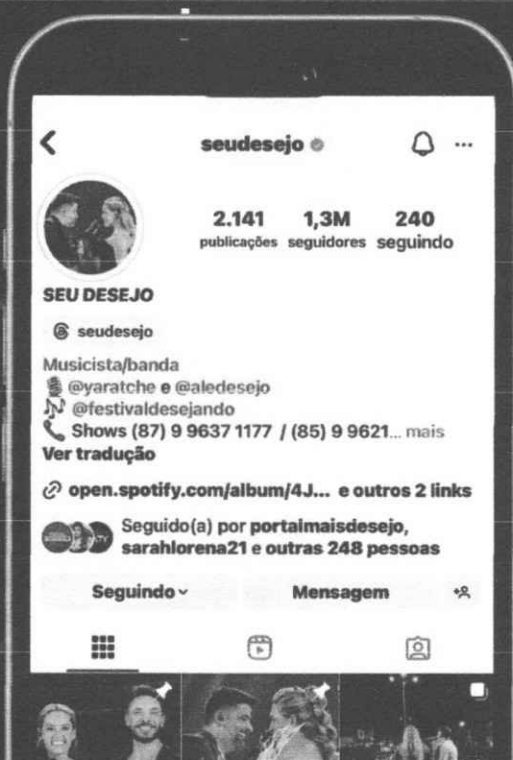 seudesejo
2.141 1,3M 240
publicações seguidores seguindo
SEU DESEJO
seudesejo
Musicista/banda
@yaratche e @aledesejo
@festivaldesejando
Shows (87) 9 9637 1177 / (85) 9 9621... mais
Ver tradução
open.spotify.com/album/4J... e outros 2 links
Seguido(a) por portalmaisdesejo,
sarahlorena21 e outras 248 pessoas
Seguindo Mensagem